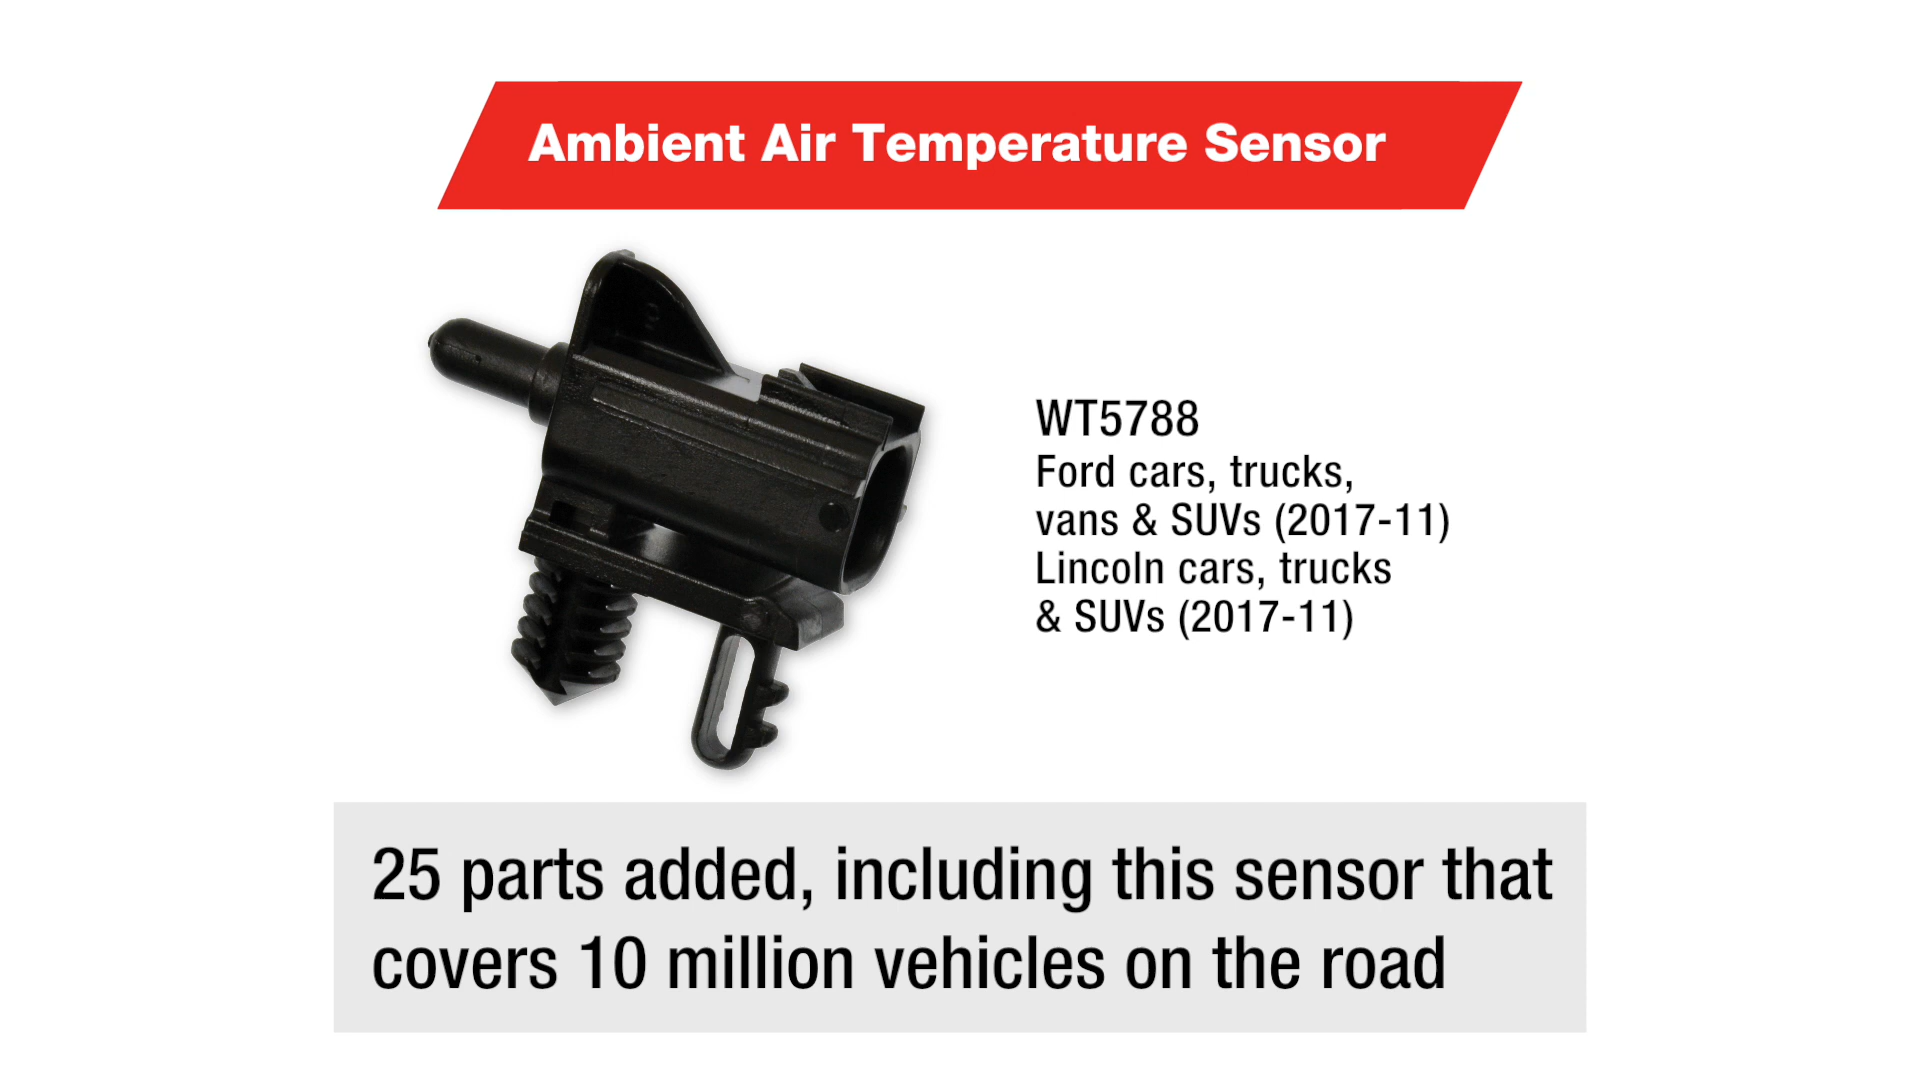 Ambient Air Temperature Sensor
WT5788
Ford cars, trucks,
vans & SUVs (2017-11)
Lincoln cars, trucks
& SUVs (2017-11)
25 parts added, including this sensor that
covers 10 million vehicles on the road